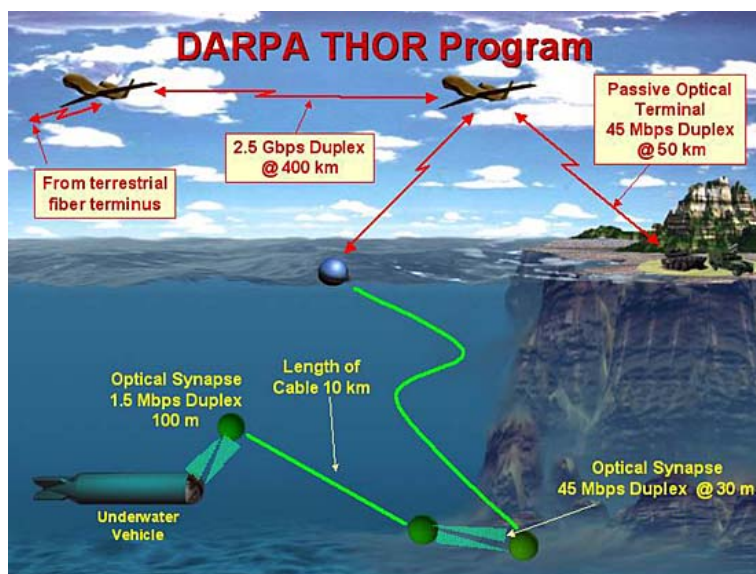 DARPA THOR Program
2.5 Gbps Duplex
@ 400 km
Passive Optical
Terminal
45 Mbps Duplex
@ 50 km
From terrestrial
fiber terminus
Optical Synapse
1.5 Mbps Duplex
100 m
Length of
Cable 10 km
Underwater
Vehicle
Optical Synapse
45 Mbps Duplex @ 30 m